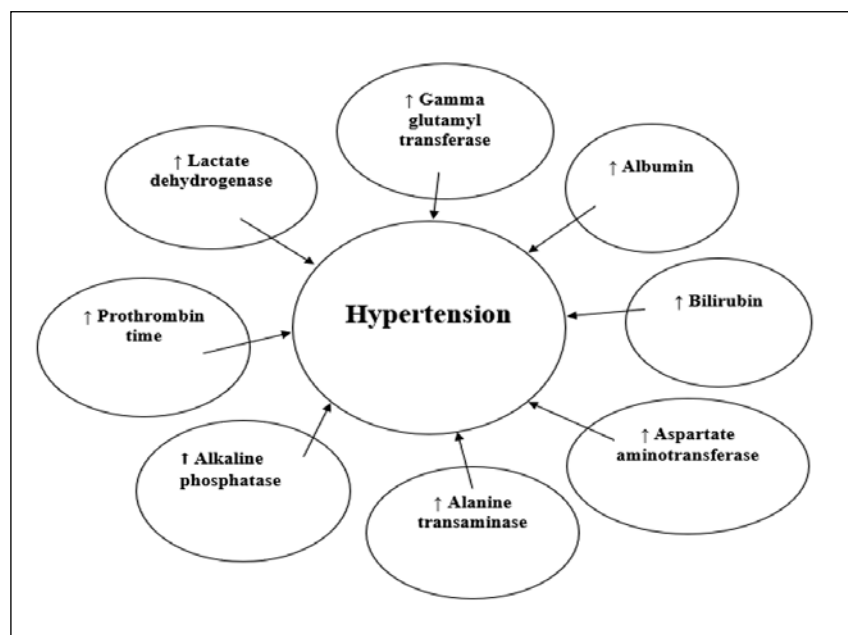 ↑ Gamma
glutamyl
transferase
↑ Lactate
dehydrogenase
↑ Albumin
Hypertension
↑ Bilirubin
↑ Prothrombin
time
↑ Aspartate
aminotransferase
↑ Alkaline
phosphatase
↑ Alanine
transaminase